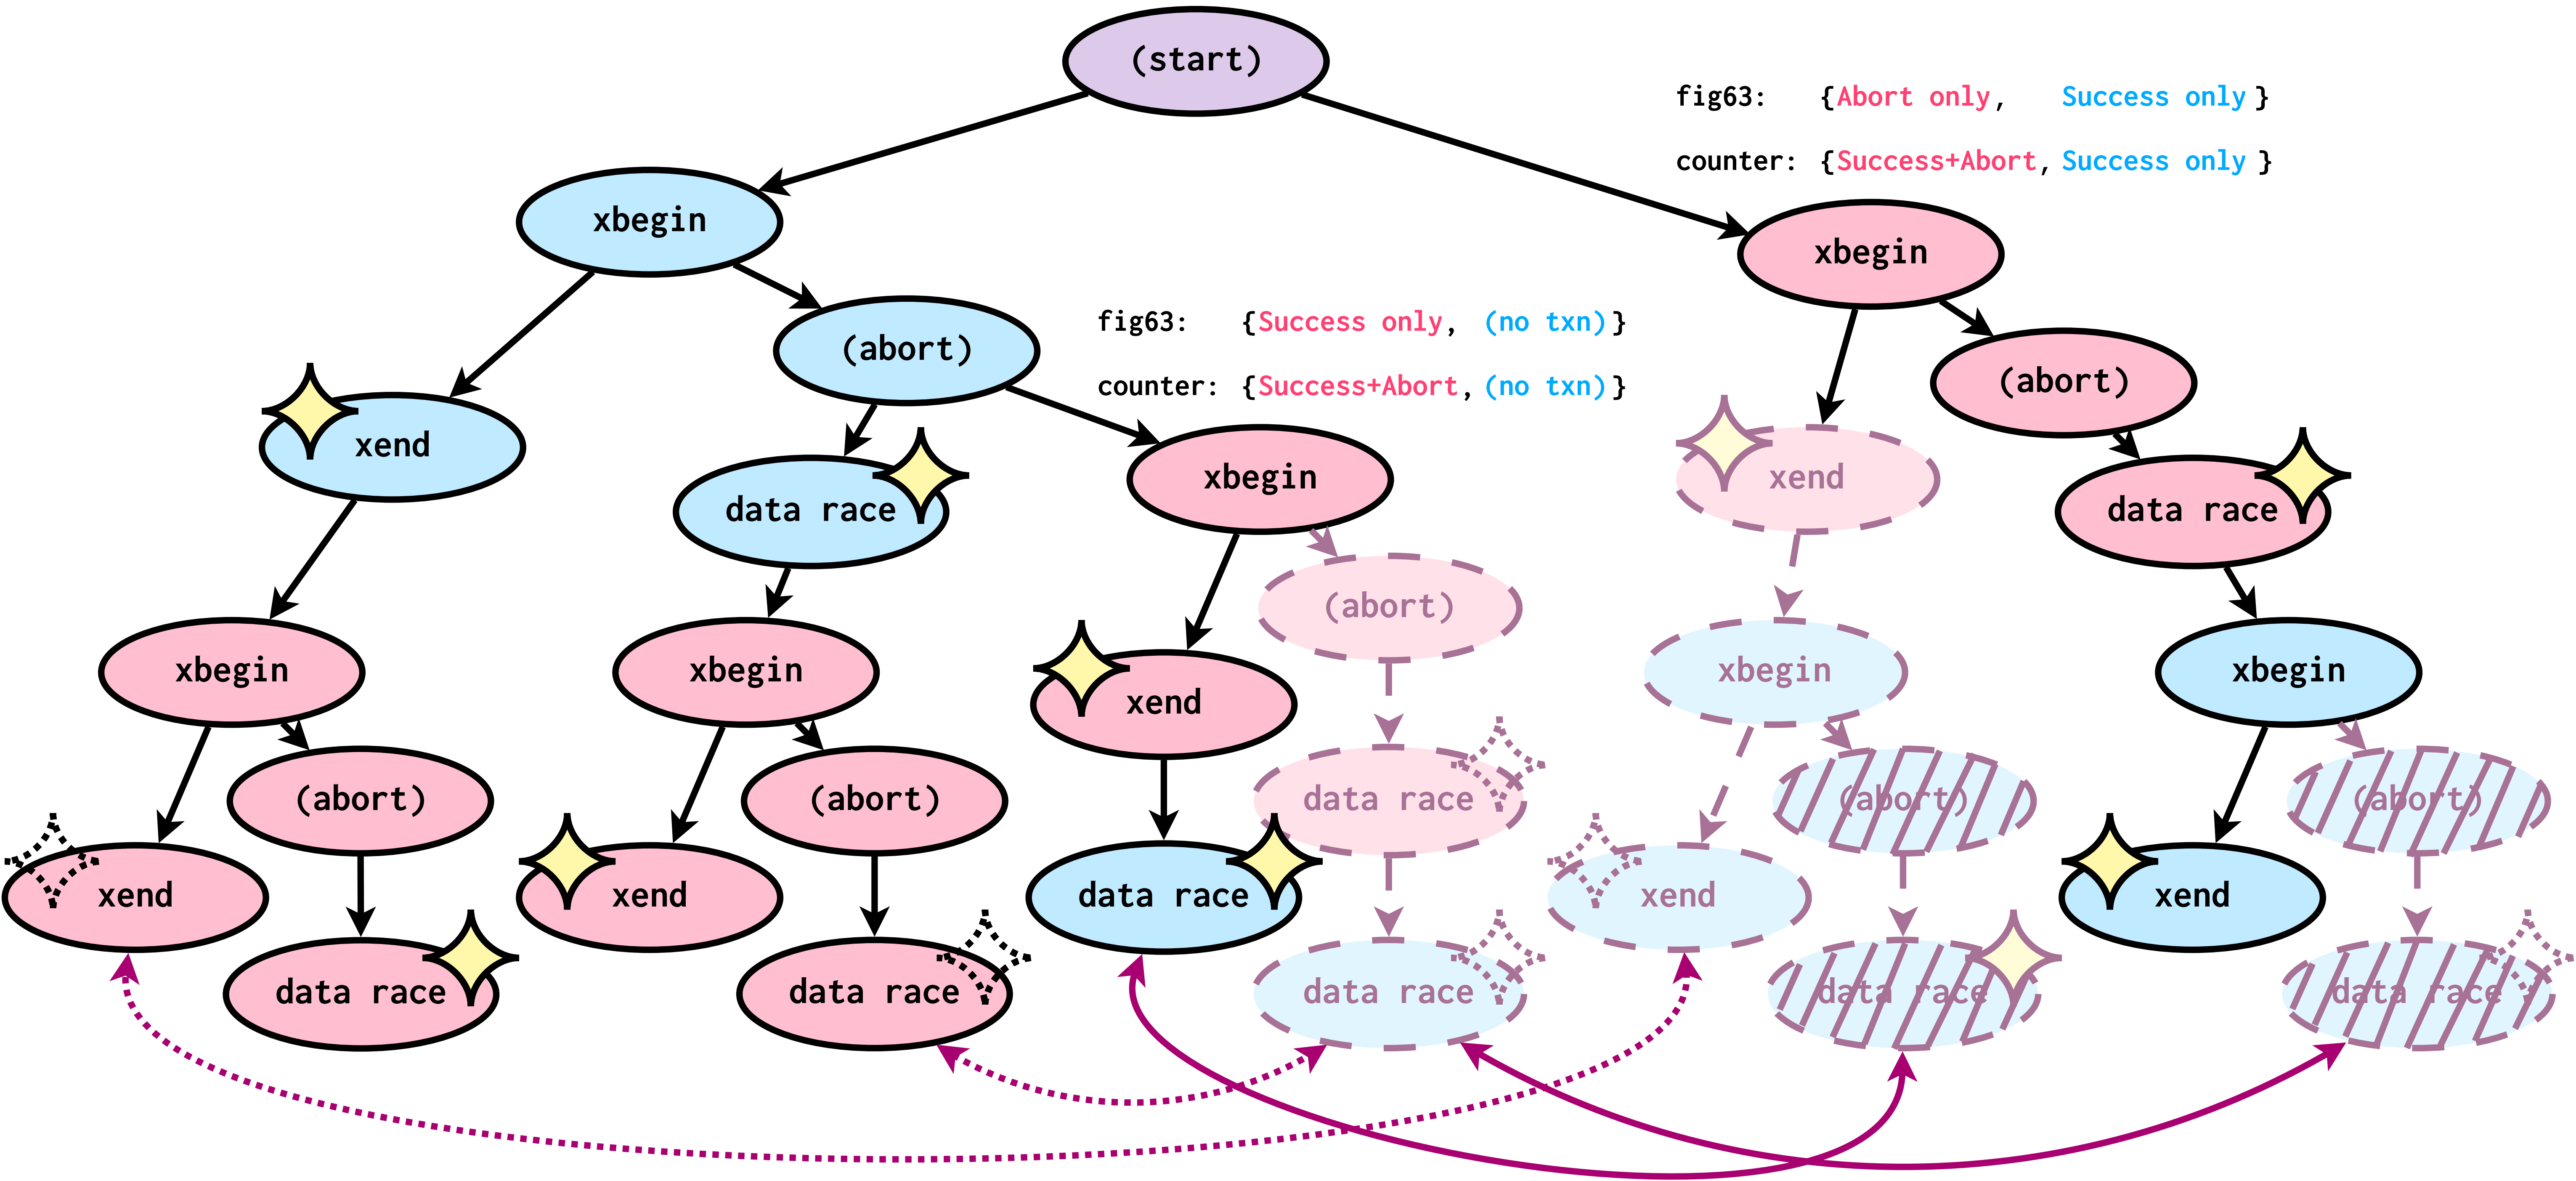 (start)
fig63: {Abort only, Success only }
counter: {Success+Abort, Success only }
xbegin
xbegin
fig63: {Success only, (no txn)}
counter: {Success+Abort, (no txn)}
(abort)
(abort)
xend
xbegin
xend
data race
data race
(abort)
xbegin
xbegin
xend
xbegin
xbegin
(abort)
(abort)
data race
(abort)
(abort)
xend
xend
data race
xend
xend
data race
data race
data race
data race
data race